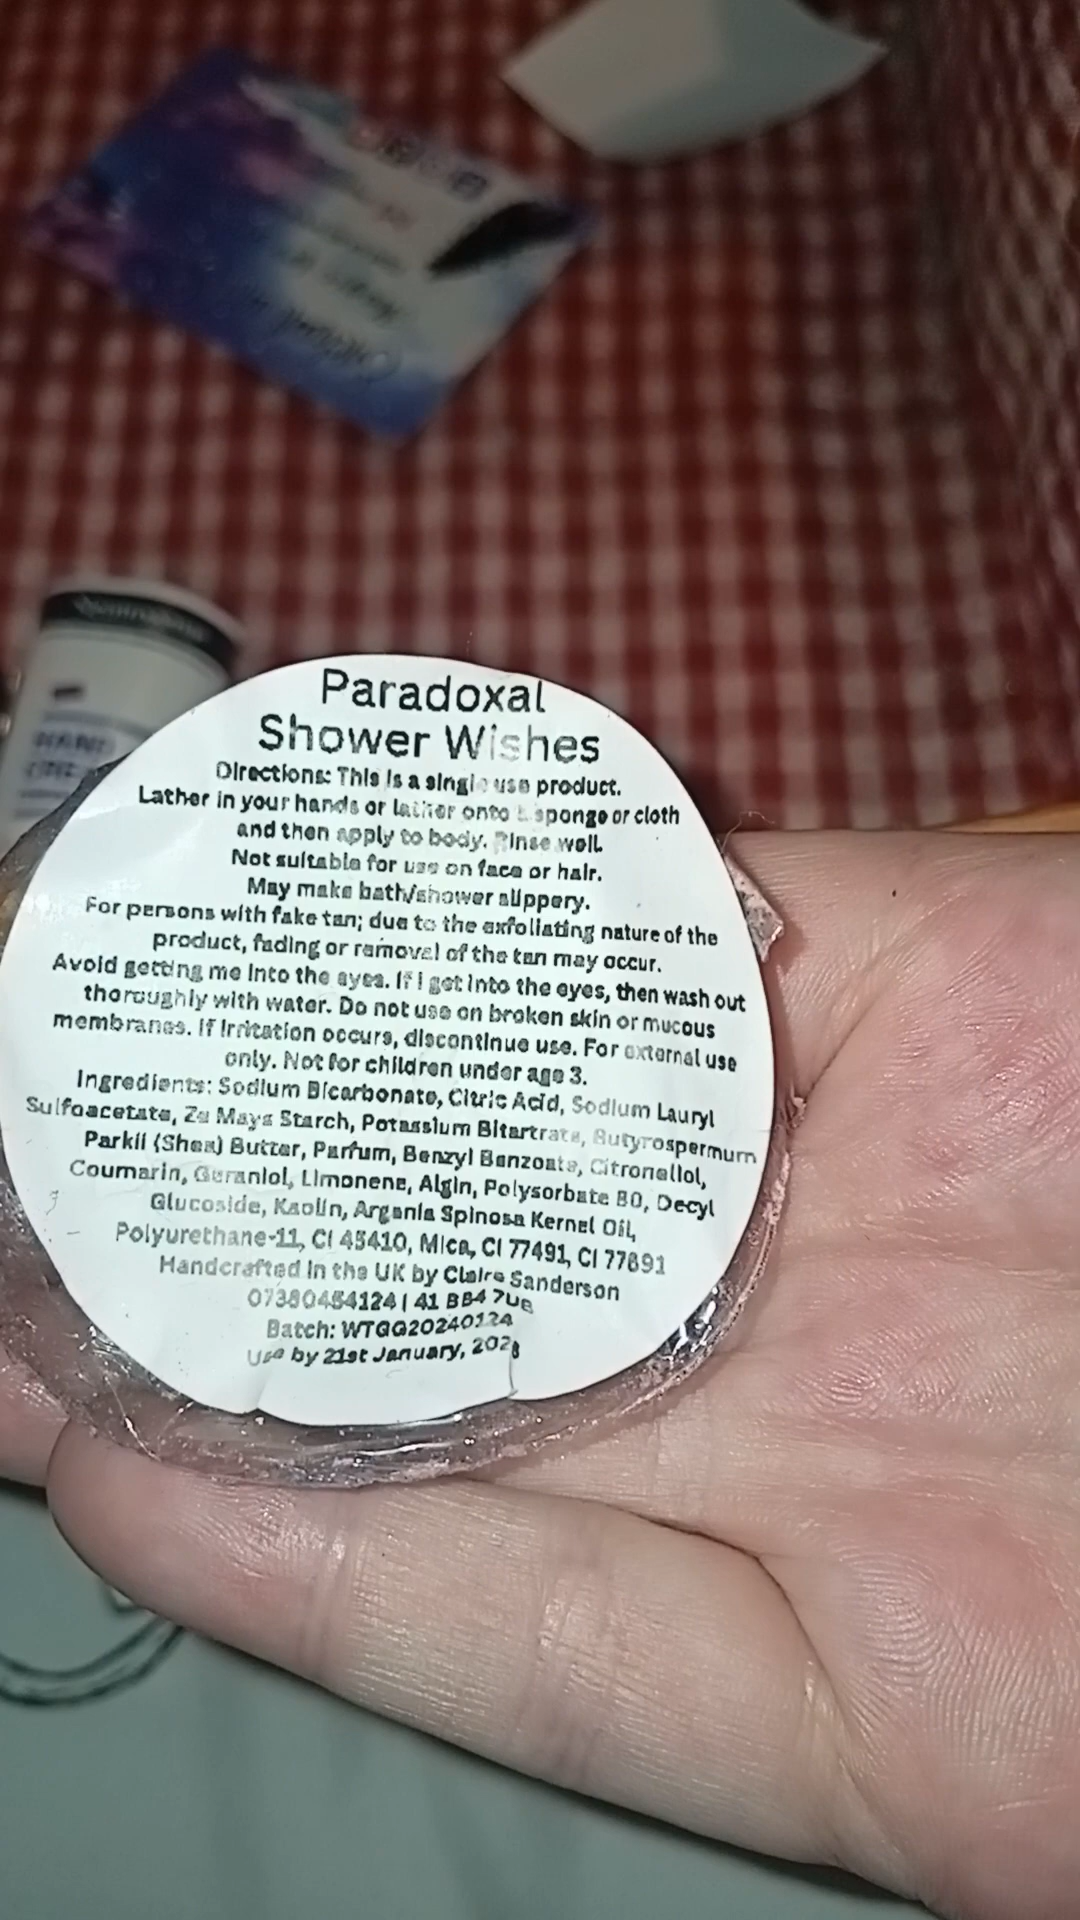 Paradoxal
Shower Wishes
Directions: This is a single use product.
Lather in your hands or lather onto a sponge or cloth
and then apply to body. Rinse well.
Not suitable for use on face or hair.
May make bath/shower slippery.
For persons with fake tan; due to the exfoliating nature of the
product, fading or removal of the tan may occur.
Avoid getting me into the eyes. If I get into the eyes, then wash out
thoroughly with water. Do not use on broken skin or mucous
membranes. If irritation occurs, discontinue use. For external use
only. Not for children under age 3.
Ingredients: Sodium Bicarbonate, Citric Acid, Sodium Lauryl
Sulfoacetate, Zea Mays Starch, Potassium Bitartrate, Butyrospermum
Parkii (Shea) Butter, Parfum, Benzyl Benzoate, Citronellol,
Coumarin, Geraniol, Limonene, Algin, Polysorbate 80, Decyl
Glucoside, Kaolin, Argania Spinosa Kernel Oil,
Polyurethane-11, CI 45410, Mica, CI 77491, CI 77891
Handcrafted in the UK by Claire Sanderson
07380454124 | 41 BB4 7UE
Batch: WTGG20240124
Use by 21st January,
Neutrogena
HAND